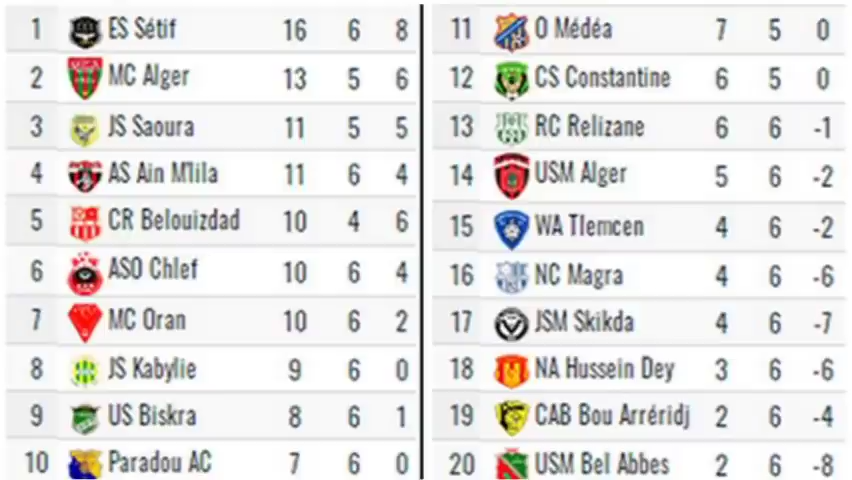 1 ES Sétif 16 6 8
2 MC Alger 13 5 6
3 JS Saoura 11 5 5
4 AS Ain M'lila 11 6 4
5 CR Belouizdad 10 4 6
6 ASO Chlef 10 6 4
7 MC Oran 10 6 2
8 JS Kabylie 9 6 0
9 US Biskra 8 6 1
10 Paradou AC 7 6 0
11 O Médéa 7 5 0
12 CS Constantine 6 5 0
13 RC Relizane 6 6 -1
14 USM Alger 5 6 -2
15 WA Tlemcen 4 6 -2
16 NC Magra 4 6 -6
17 JSM Skikda 4 6 -7
18 NA Hussein Dey 3 6 -6
19 CAB Bou Arréridj 2 6 -4
20 USM Bel Abbes 2 6 -8